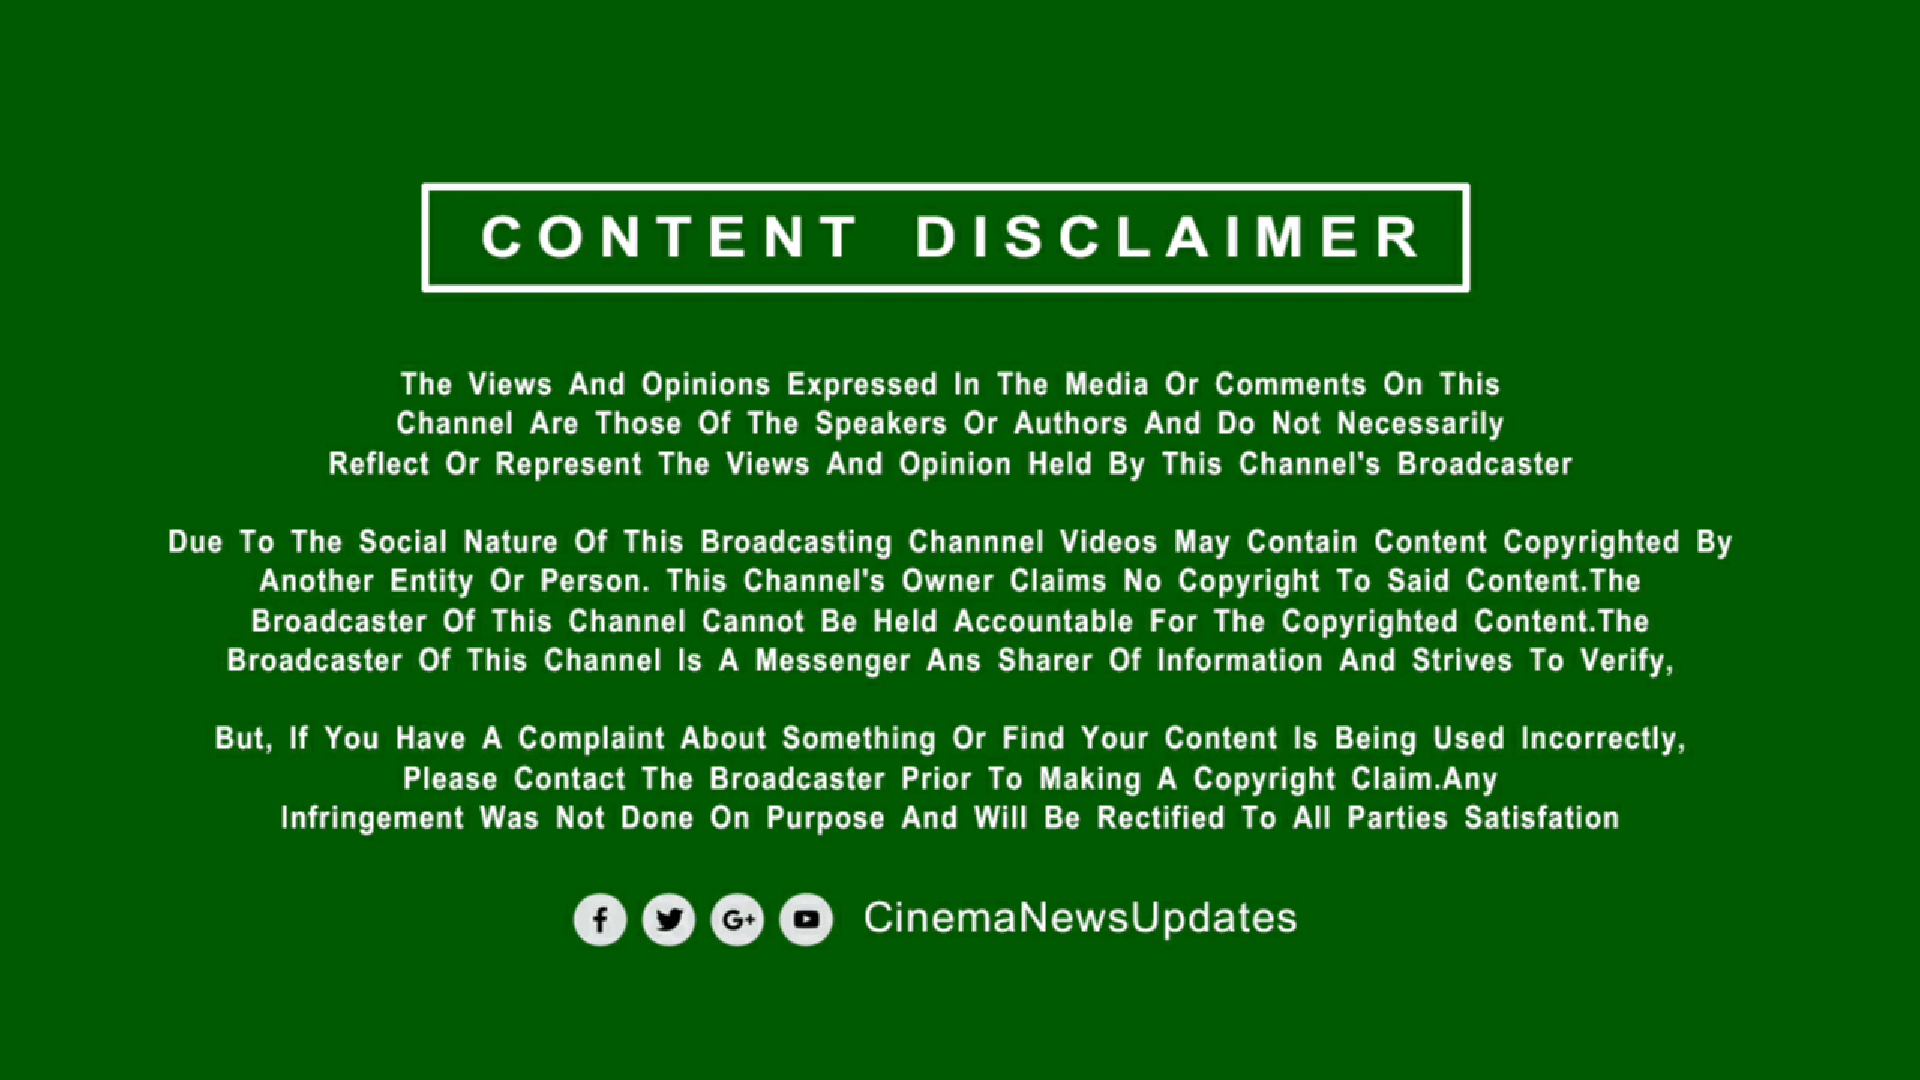 CONTENT DISCLAIMER
The Views And Opinions Expressed In The Media Or Comments On This
Channel Are Those Of The Speakers Or Authors And Do Not Necessarily
Reflect Or Represent The Views And Opinion Held By This Channel's Broadcaster
Due To The Social Nature Of This Broadcasting Channnel Videos May Contain Content Copyrighted By
Another Entity Or Person. This Channel's Owner Claims No Copyright To Said Content.The
Broadcaster Of This Channel Cannot Be Held Accountable For The Copyrighted Content.The
Broadcaster Of This Channel Is A Messenger Ans Sharer Of Information And Strives To Verify,
But, If You Have A Complaint About Something Or Find Your Content Is Being Used Incorrectly,
Please Contact The Broadcaster Prior To Making A Copyright Claim.Any
Infringement Was Not Done On Purpose And Will Be Rectified To All Parties Satisfation
f G+ CinemaNewsUpdates